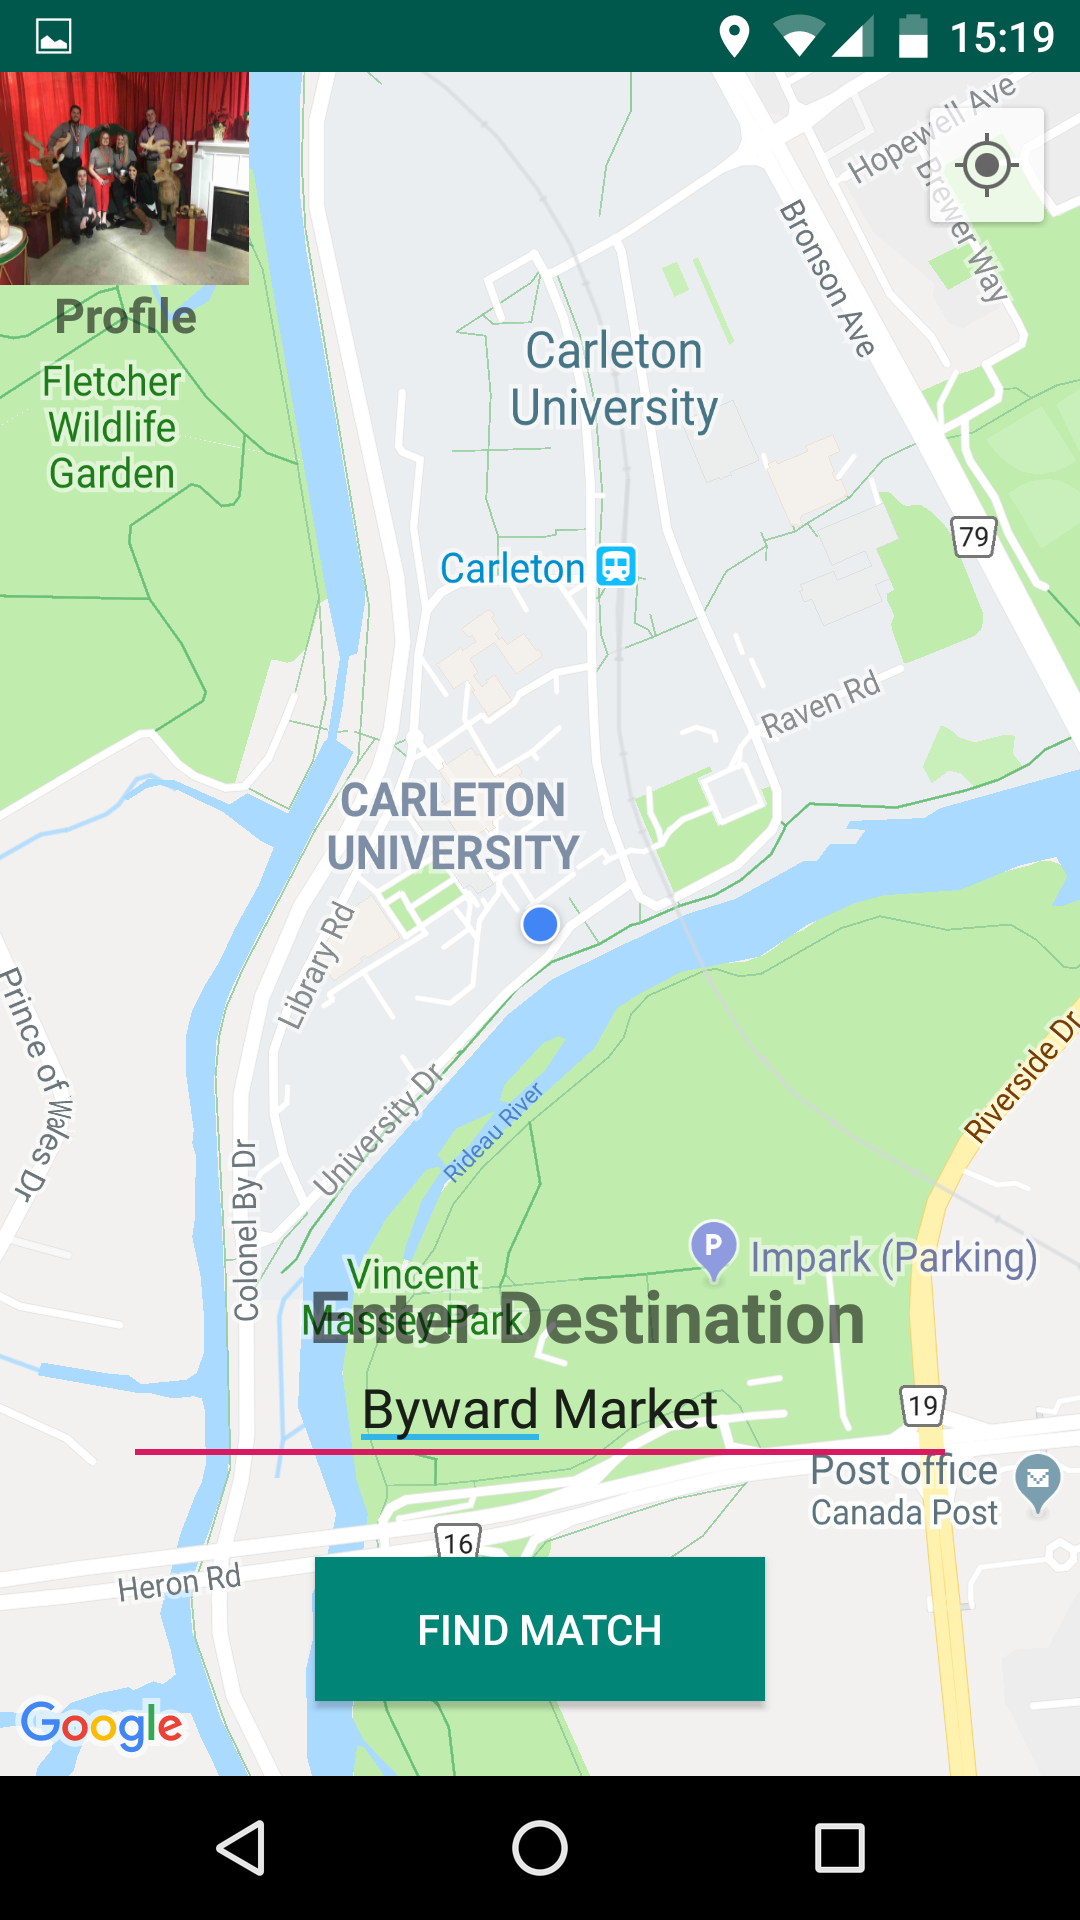 15:19
Hopewell Ave
Brewer Way
Bronson Ave
Profile
Fletcher
Wildlife
Garden
Carleton
University
79
Carleton
Raven Rd
CARLETON
UNIVERSITY
Library Rd
Prince of Wales Dr
Riverside Dr
University Dr
Rideau River
Colonel By Dr
P
Impark (Parking)
Vincent
Massey Park
Enter Destination
Byward Market
19
Post office
Canada Post
16
Heron Rd
FIND MATCH
Google